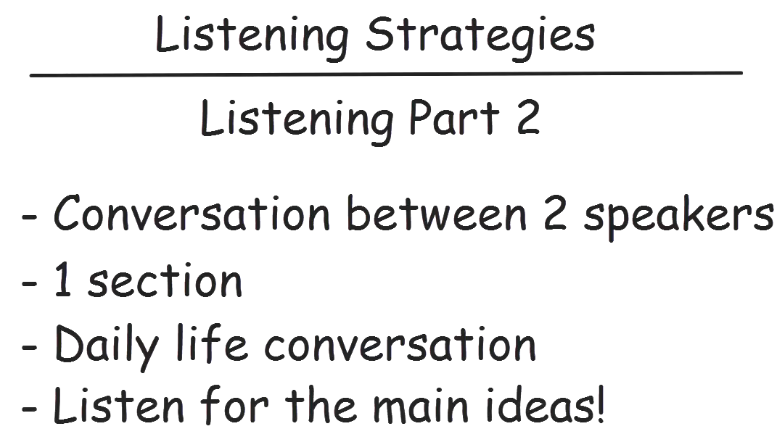 Listening Strategies
Listening Part 2
- Conversation between 2 speakers
- 1 section
- Daily life conversation
- Listen for the main ideas!